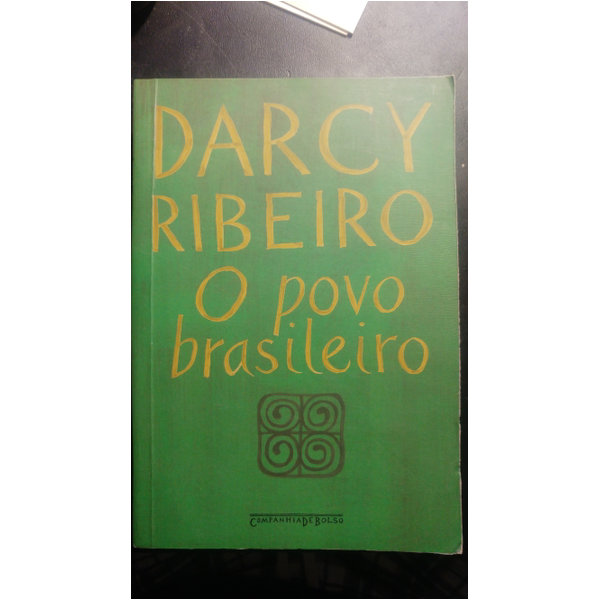 DARCY
RIBEIRO
O povo
brasileiro
COMPANHIA DE BOLSO